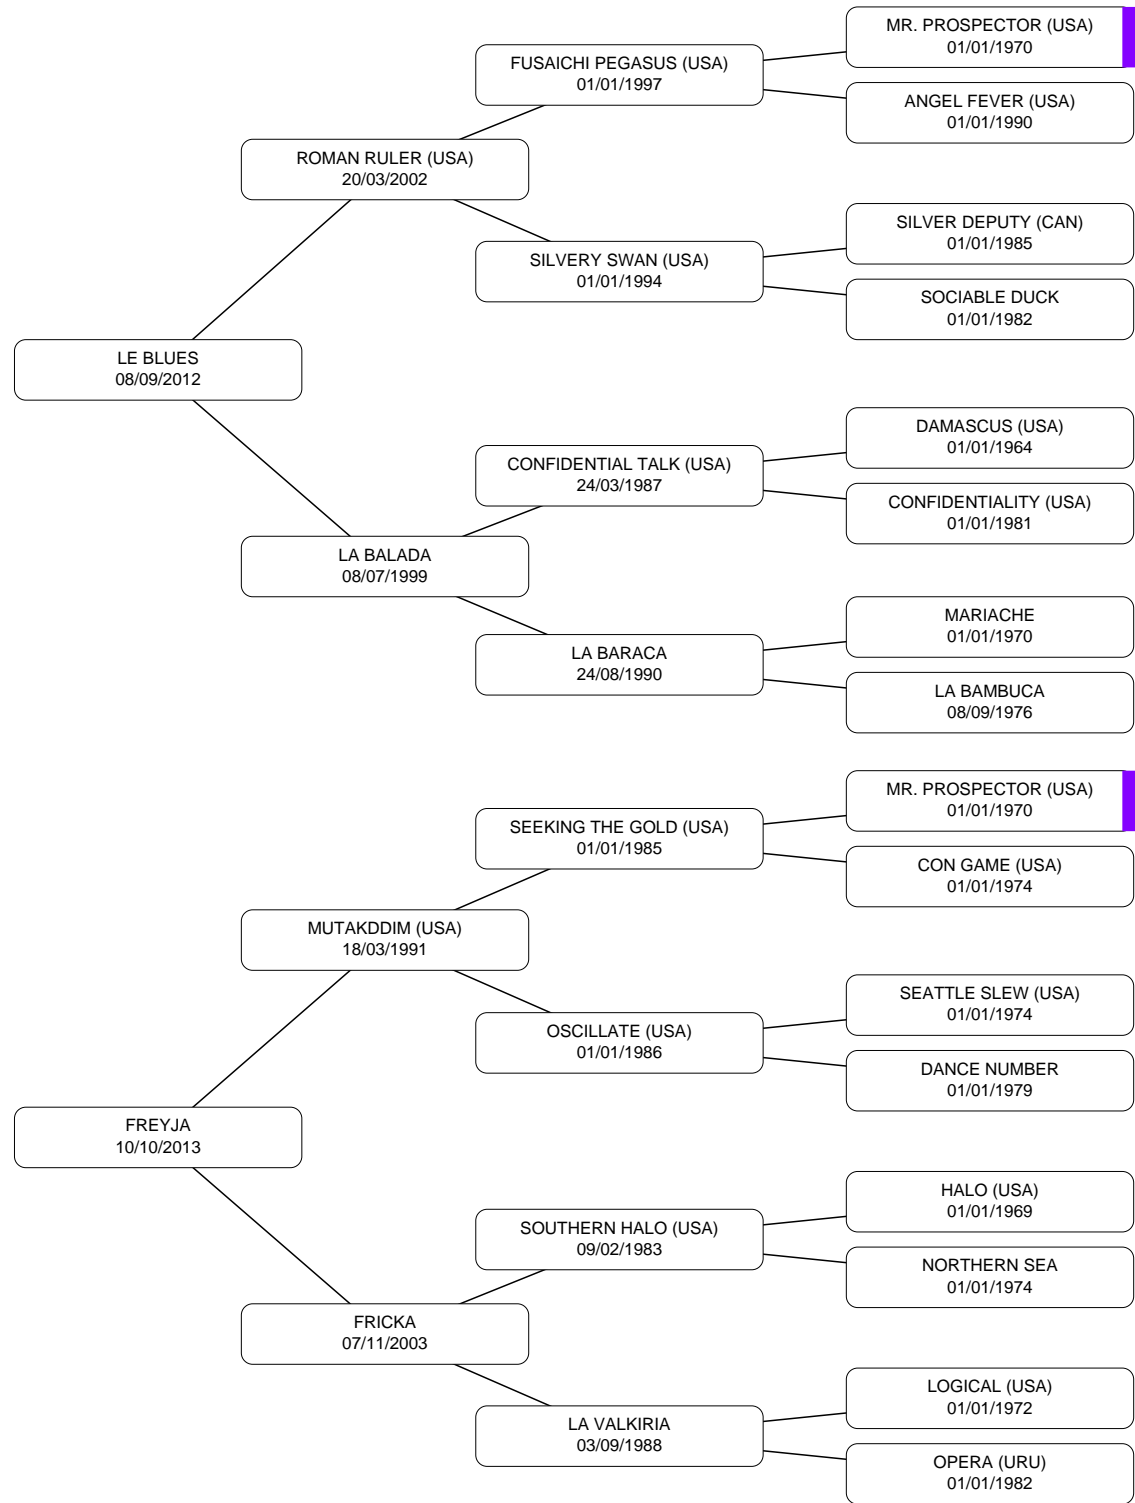 MR. PROSPECTOR (USA)
01/01/1970
FUSAICHI PEGASUS (USA)
01/01/1997
ANGEL FEVER (USA)
01/01/1990
ROMAN RULER (USA)
20/03/2002
SILVER DEPUTY (CAN)
01/01/1985
SILVERY SWAN (USA)
01/01/1994
SOCIABLE DUCK
01/01/1982
LE BLUES
08/09/2012
DAMASCUS (USA)
01/01/1964
CONFIDENTIAL TALK (USA)
24/03/1987
CONFIDENTIALITY (USA)
01/01/1981
LA BALADA
08/07/1999
MARIACHE
01/01/1970
LA BARACA
24/08/1990
LA BAMBUCA
08/09/1976
MR. PROSPECTOR (USA)
01/01/1970
SEEKING THE GOLD (USA)
01/01/1985
CON GAME (USA)
01/01/1974
MUTAKDDIM (USA)
18/03/1991
SEATTLE SLEW (USA)
01/01/1974
OSCILLATE (USA)
01/01/1986
DANCE NUMBER
01/01/1979
FREYJA
10/10/2013
HALO (USA)
01/01/1969
SOUTHERN HALO (USA)
09/02/1983
NORTHERN SEA
01/01/1974
FRICKA
07/11/2003
LOGICAL (USA)
01/01/1972
LA VALKIRIA
03/09/1988
OPERA (URU)
01/01/1982